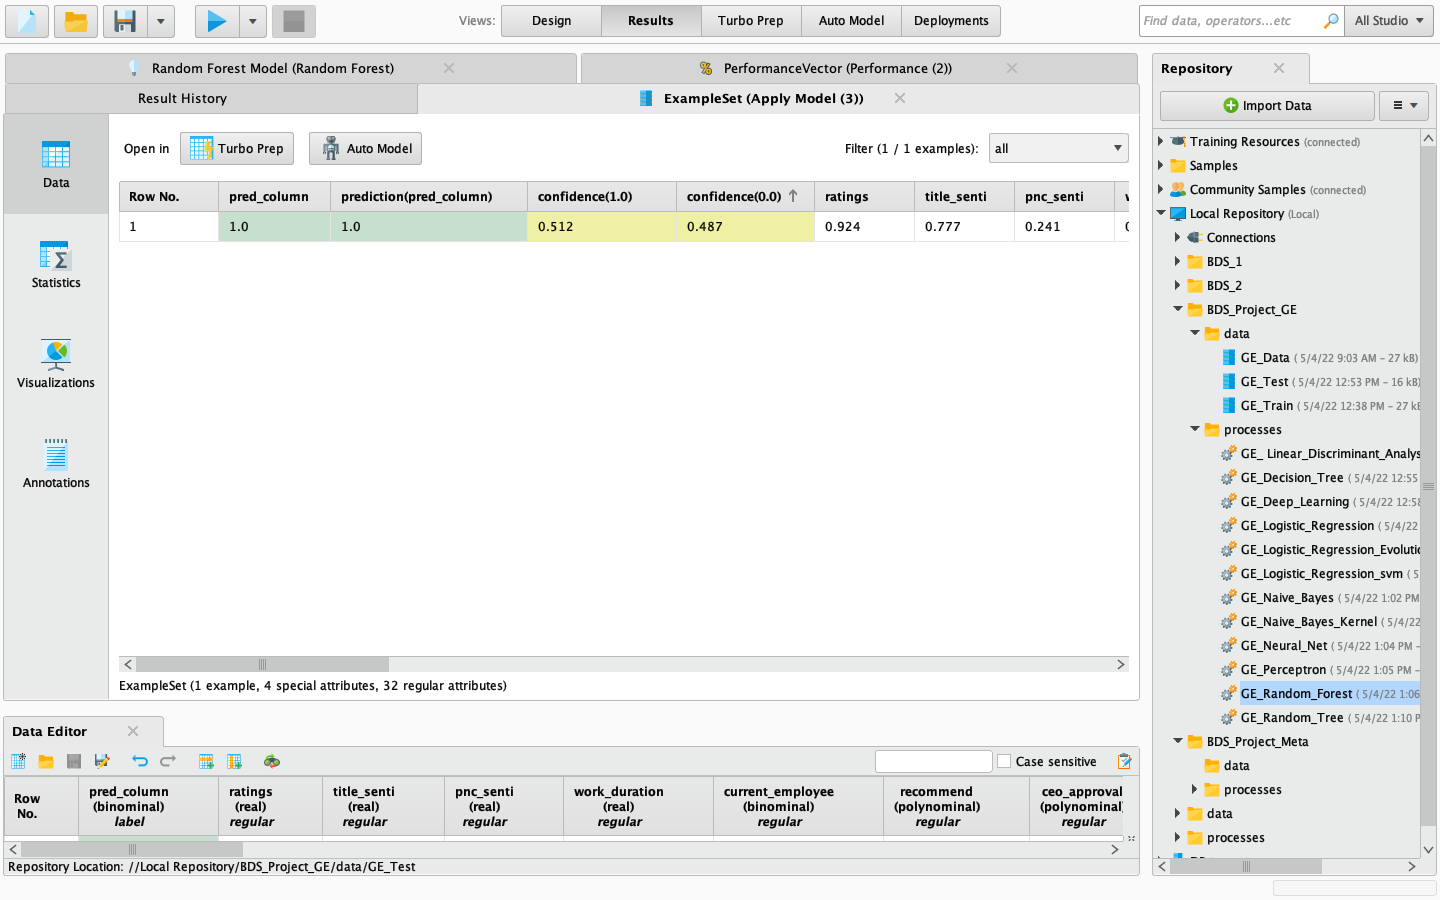 Views: Design Results Turbo Prep Auto Model Deployments Find data, operators...etc All Studio
Random Forest Model (Random Forest) PerformanceVector (Performance (2))
Result History ExampleSet (Apply Model (3))
Data
Statistics
Visualizations
Annotations
Open in Turbo Prep Auto Model Filter (1 / 1 examples): all
Row No. pred_column prediction(pred_column) confidence(1.0) confidence(0.0) ratings title_senti pnc_senti
1 1.0 1.0 0.512 0.487 0.924 0.777 0.241
ExampleSet (1 example, 4 special attributes, 32 regular attributes)
Data Editor
Case sensitive
Row No. pred_column (binominal) label ratings (real) regular title_senti (real) regular pnc_senti (real) regular work_duration (real) regular current_employee (binominal) regular recommend (polynominal) regular ceo_approval (polynominal) regular
Repository Location: //Local Repository/BDS_Project_GE/data/GE_Test
Repository
Import Data
Training Resources (connected)
Samples
Community Samples (connected)
Local Repository (Local)
Connections
BDS_1
BDS_2
BDS_Project_GE
data
GE_Data (5/4/22 9:03 AM – 27 kB)
GE_Test (5/4/22 12:53 PM – 16 kB)
GE_Train (5/4/22 12:38 PM – 27 kB
processes
GE_ Linear_Discriminant_Analys
GE_Decision_Tree (5/4/22 12:55
GE_Deep_Learning (5/4/22 12:58
GE_Logistic_Regression (5/4/22
GE_Logistic_Regression_Evolutic
GE_Logistic_Regression_svm (5
GE_Naive_Bayes (5/4/22 1:02 PM
GE_Naive_Bayes_Kernel (5/4/22
GE_Neural_Net (5/4/22 1:04 PM –
GE_Perceptron (5/4/22 1:05 PM –
GE_Random_Forest (5/4/22 1:06
GE_Random_Tree (5/4/22 1:10 P
BDS_Project_Meta
data
processes
data
processes